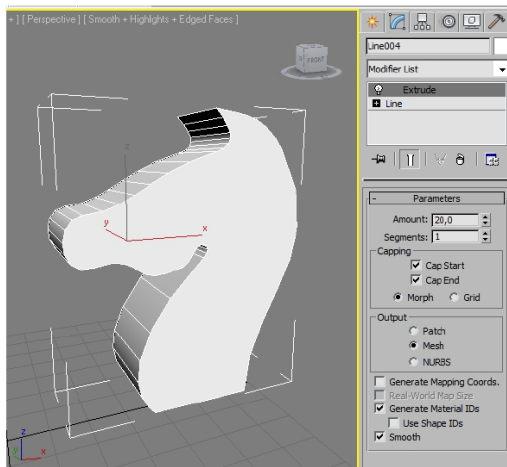 + ] [ Perspective ] [ Smooth + Highlights + Edged Faces ]
FRONT
z
y
x
z
y
x
Line004
Modifier List
Extrude
Line
Parameters
Amount: 20,0
Segments: 1
Capping
Cap Start
Cap End
Morph Grid
Output
Patch
Mesh
NURBS
Generate Mapping Coords.
Real-World Map Size
Generate Material IDs
Use Shape IDs
Smooth